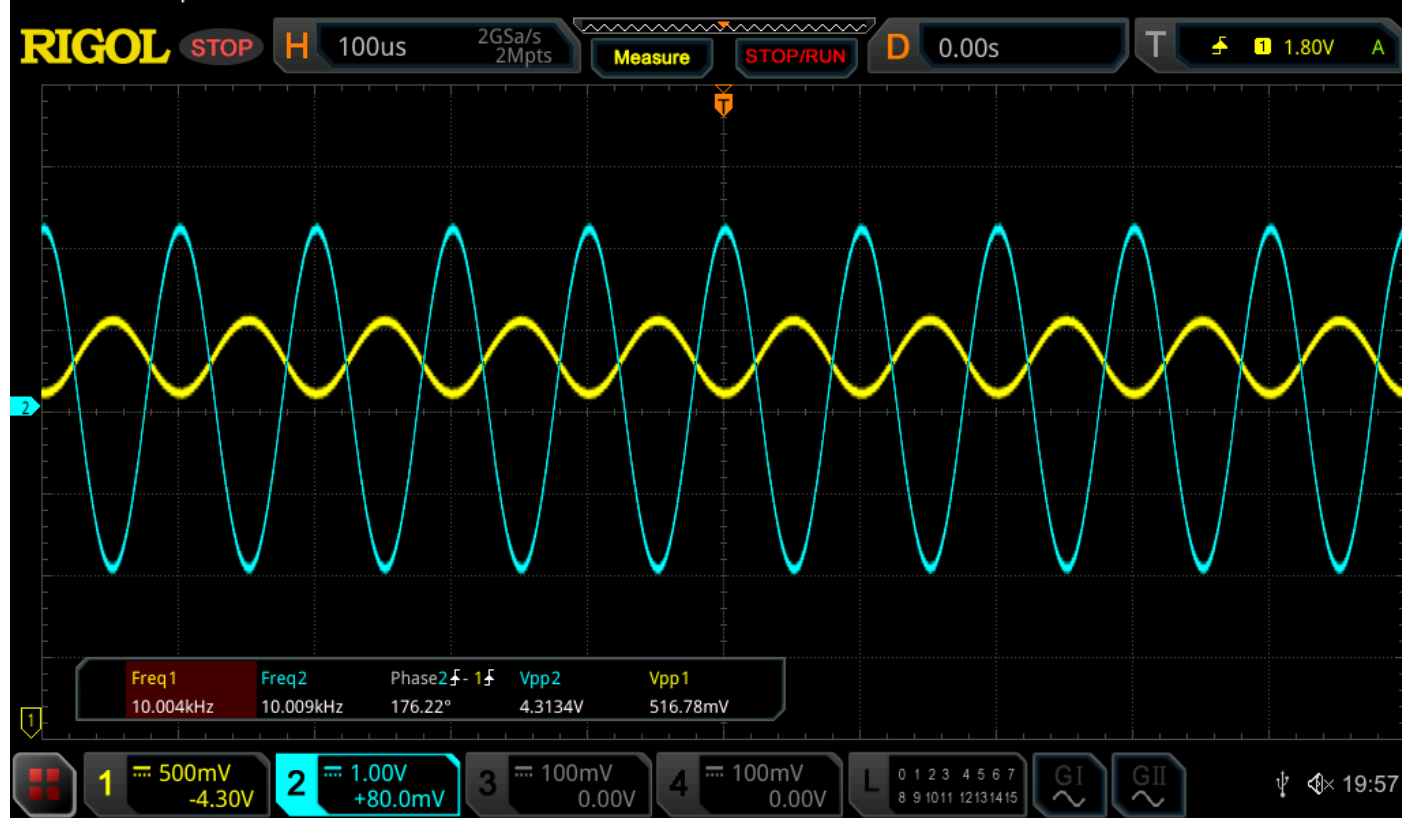 RIGOL STOP H 100us 2GSa/s 2Mpts Measure STOP/RUN D 0.00s T 1 1.80V A
T
2
Freq1 Freq2 Phase2 - 1 Vpp2 Vpp1
10.004kHz 10.009kHz 176.22° 4.3134V 516.78mV
1
1 500mV -4.30V 2 1.00V +80.0mV 3 100mV 0.00V 4 100mV 0.00V L 0 1 2 3 4 5 6 7 8 9 10 11 12 13 14 15 GI GII 19:57